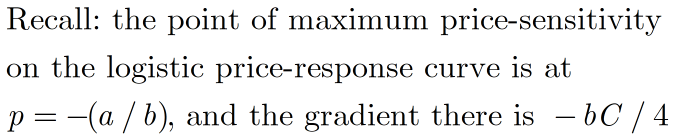 Recall: the point of maximum price-sensitivity
on the logistic price-response curve is at
p = −(a / b), and the gradient there is − bC / 4